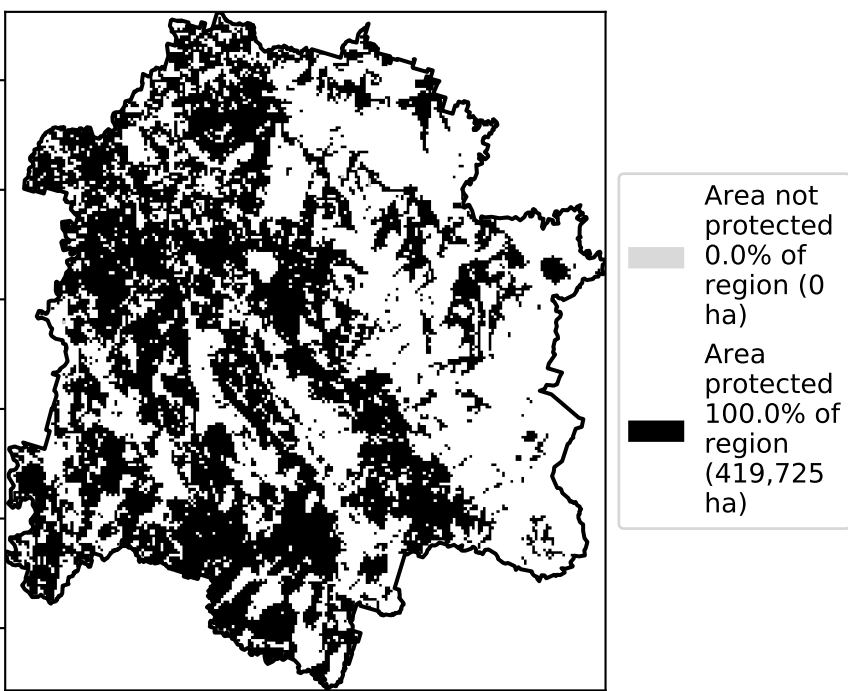 Area not
protected
0.0% of
region (0
ha)
Area
protected
100.0% of
region
(419,725
ha)